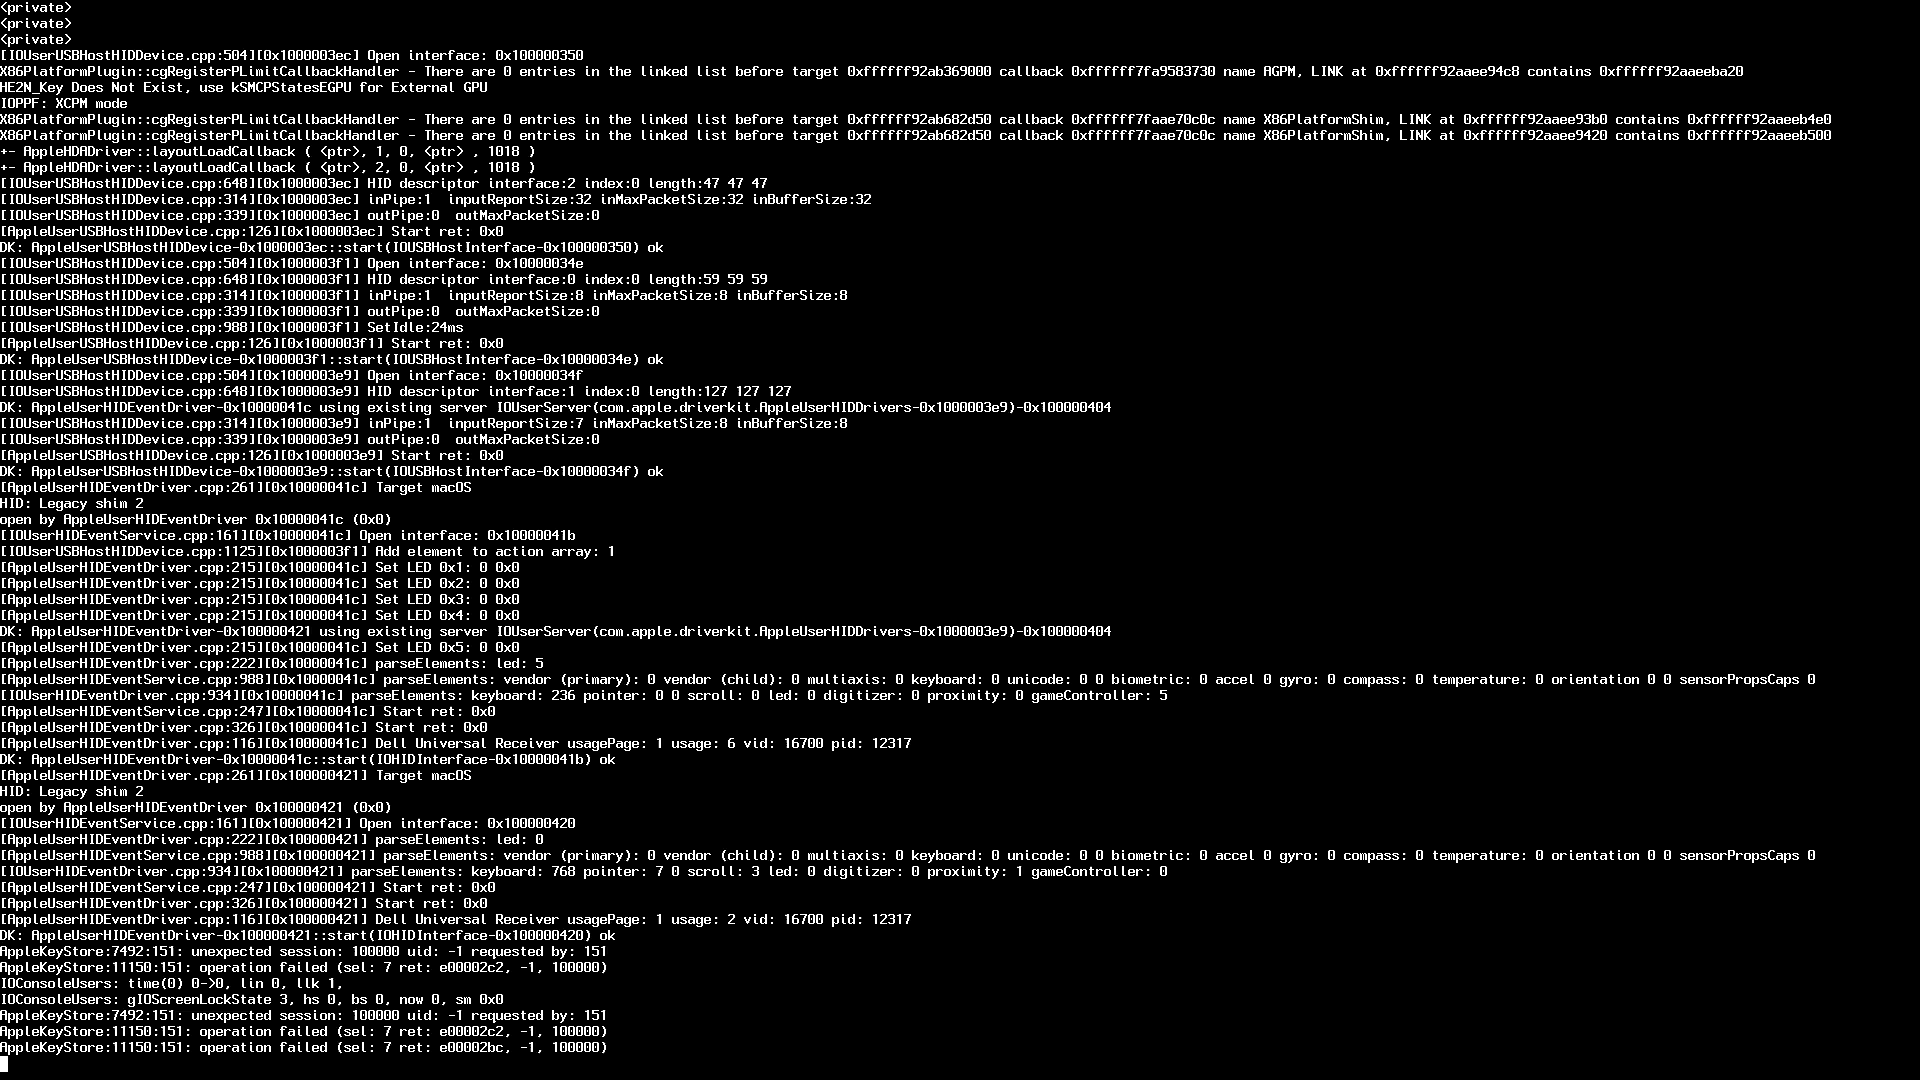 <private>
<private>
<private>
[IOUserUSBHostHIDDevice.cpp:504][0x1000003ec] Open interface: 0x100000350
X86PlatformPlugin::cgRegisterPLimitCallbackHandler - There are 0 entries in the linked list before target 0xffffff92ab369000 callback 0xffffff7fa9583730 name AGPM, LINK at 0xffffff92aaee94c8 contains 0xffffff92aaeeba20
HE2N_Key Does Not Exist, use kSMCPStatesEGPU for External GPU
IOPPF: XCPM mode
X86PlatformPlugin::cgRegisterPLimitCallbackHandler - There are 0 entries in the linked list before target 0xffffff92ab682d50 callback 0xffffff7faae70c0c name X86PlatformShim, LINK at 0xffffff92aaee93b0 contains 0xffffff92aaeeb4e0
X86PlatformPlugin::cgRegisterPLimitCallbackHandler - There are 0 entries in the linked list before target 0xffffff92ab682d50 callback 0xffffff7faae70c0c name X86PlatformShim, LINK at 0xffffff92aaee9420 contains 0xffffff92aaeeb500
+- AppleHDADriver::layoutLoadCallback ( <ptr>, 1, 0, <ptr> , 1018 )
+- AppleHDADriver::layoutLoadCallback ( <ptr>, 2, 0, <ptr> , 1018 )
[IOUserUSBHostHIDDevice.cpp:648][0x1000003ec] HID descriptor interface:2 index:0 length:47 47 47
[IOUserUSBHostHIDDevice.cpp:314][0x1000003ec] inPipe:1  inputReportSize:32 inMaxPacketSize:32 inBufferSize:32
[IOUserUSBHostHIDDevice.cpp:339][0x1000003ec] outPipe:0  outMaxPacketSize:0
[AppleUserUSBHostHIDDevice.cpp:126][0x1000003ec] Start ret: 0x0
DK: AppleUserUSBHostHIDDevice-0x1000003ec::start(IOUSBHostInterface-0x100000350) ok
[IOUserUSBHostHIDDevice.cpp:504][0x1000003f1] Open interface: 0x10000034e
[IOUserUSBHostHIDDevice.cpp:648][0x1000003f1] HID descriptor interface:0 index:0 length:59 59 59
[IOUserUSBHostHIDDevice.cpp:314][0x1000003f1] inPipe:1  inputReportSize:8 inMaxPacketSize:8 inBufferSize:8
[IOUserUSBHostHIDDevice.cpp:339][0x1000003f1] outPipe:0  outMaxPacketSize:0
[IOUserUSBHostHIDDevice.cpp:988][0x1000003f1] SetIdle:24ms
[AppleUserUSBHostHIDDevice.cpp:126][0x1000003f1] Start ret: 0x0
DK: AppleUserUSBHostHIDDevice-0x1000003f1::start(IOUSBHostInterface-0x10000034e) ok
[IOUserUSBHostHIDDevice.cpp:504][0x1000003e9] Open interface: 0x10000034f
[IOUserUSBHostHIDDevice.cpp:648][0x1000003e9] HID descriptor interface:1 index:0 length:127 127 127
DK: AppleUserHIDEventDriver-0x10000041c using existing server IOUserServer(com.apple.driverkit.AppleUserHIDDrivers-0x1000003e9)-0x100000404
[IOUserUSBHostHIDDevice.cpp:314][0x1000003e9] inPipe:1  inputReportSize:7 inMaxPacketSize:8 inBufferSize:8
[IOUserUSBHostHIDDevice.cpp:339][0x1000003e9] outPipe:0  outMaxPacketSize:0
[AppleUserUSBHostHIDDevice.cpp:126][0x1000003e9] Start ret: 0x0
DK: AppleUserUSBHostHIDDevice-0x1000003e9::start(IOUSBHostInterface-0x10000034f) ok
[AppleUserHIDEventDriver.cpp:261][0x10000041c] Target macOS
HID: Legacy shim 2
open by AppleUserHIDEventDriver 0x10000041c (0x0)
[IOUserHIDEventService.cpp:161][0x10000041c] Open interface: 0x10000041b
[IOUserUSBHostHIDDevice.cpp:1125][0x1000003f1] Add element to action array: 1
[AppleUserHIDEventDriver.cpp:215][0x10000041c] Set LED 0x1: 0 0x0
[AppleUserHIDEventDriver.cpp:215][0x10000041c] Set LED 0x2: 0 0x0
[AppleUserHIDEventDriver.cpp:215][0x10000041c] Set LED 0x3: 0 0x0
[AppleUserHIDEventDriver.cpp:215][0x10000041c] Set LED 0x4: 0 0x0
DK: AppleUserHIDEventDriver-0x100000421 using existing server IOUserServer(com.apple.driverkit.AppleUserHIDDrivers-0x1000003e9)-0x100000404
[AppleUserHIDEventDriver.cpp:215][0x10000041c] Set LED 0x5: 0 0x0
[AppleUserHIDEventDriver.cpp:222][0x10000041c] parseElements: led: 5
[AppleUserHIDEventService.cpp:988][0x10000041c] parseElements: vendor (primary): 0 vendor (child): 0 multiaxis: 0 keyboard: 0 unicode: 0 0 biometric: 0 accel 0 gyro: 0 compass: 0 temperature: 0 orientation 0 0 sensorPropsCaps 0
[IOUserHIDEventDriver.cpp:934][0x10000041c] parseElements: keyboard: 236 pointer: 0 0 scroll: 0 led: 0 digitizer: 0 proximity: 0 gameController: 5
[AppleUserHIDEventService.cpp:247][0x10000041c] Start ret: 0x0
[AppleUserHIDEventDriver.cpp:326][0x10000041c] Start ret: 0x0
[AppleUserHIDEventDriver.cpp:116][0x10000041c] Dell Universal Receiver usagePage: 1 usage: 6 vid: 16700 pid: 12317
DK: AppleUserHIDEventDriver-0x10000041c::start(IOHIDInterface-0x10000041b) ok
[AppleUserHIDEventDriver.cpp:261][0x100000421] Target macOS
HID: Legacy shim 2
open by AppleUserHIDEventDriver 0x100000421 (0x0)
[IOUserHIDEventService.cpp:161][0x100000421] Open interface: 0x100000420
[AppleUserHIDEventDriver.cpp:222][0x100000421] parseElements: led: 0
[AppleUserHIDEventService.cpp:988][0x100000421] parseElements: vendor (primary): 0 vendor (child): 0 multiaxis: 0 keyboard: 0 unicode: 0 0 biometric: 0 accel 0 gyro: 0 compass: 0 temperature: 0 orientation 0 0 sensorPropsCaps 0
[IOUserHIDEventDriver.cpp:934][0x100000421] parseElements: keyboard: 768 pointer: 7 0 scroll: 3 led: 0 digitizer: 0 proximity: 1 gameController: 0
[AppleUserHIDEventService.cpp:247][0x100000421] Start ret: 0x0
[AppleUserHIDEventDriver.cpp:326][0x100000421] Start ret: 0x0
[AppleUserHIDEventDriver.cpp:116][0x100000421] Dell Universal Receiver usagePage: 1 usage: 2 vid: 16700 pid: 12317
DK: AppleUserHIDEventDriver-0x100000421::start(IOHIDInterface-0x100000420) ok
AppleKeyStore:7492:151: unexpected session: 100000 uid: -1 requested by: 151
AppleKeyStore:11150:151: operation failed (sel: 7 ret: e00002c2, -1, 100000)
IOConsoleUsers: time(0) 0->0, lin 0, llk 1,
IOConsoleUsers: gIOScreenLockState 3, hs 0, bs 0, now 0, sm 0x0
AppleKeyStore:7492:151: unexpected session: 100000 uid: -1 requested by: 151
AppleKeyStore:11150:151: operation failed (sel: 7 ret: e00002c2, -1, 100000)
AppleKeyStore:11150:151: operation failed (sel: 7 ret: e00002bc, -1, 100000)